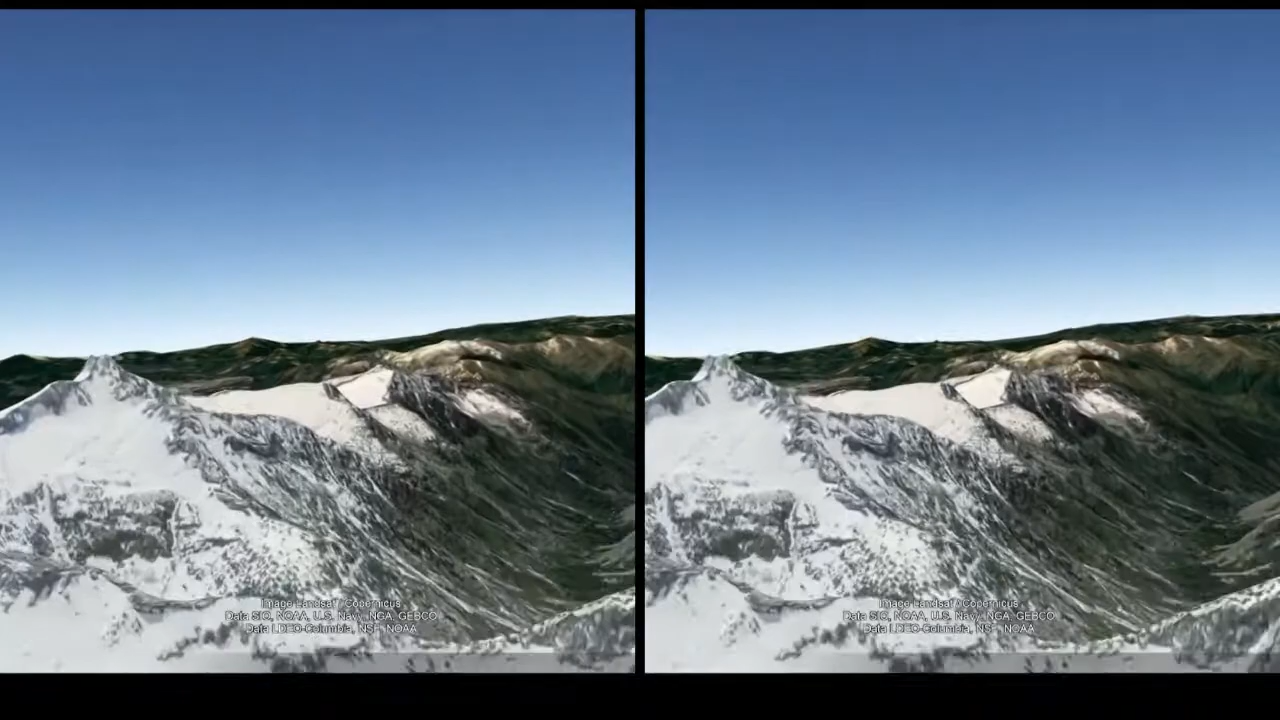 Image Landsat / Copernicus
Data SIO, NOAA, U.S. Navy, NGA, GEBCO
Data LDEO-Columbia, NSF, NOAA
Image Landsat / Copernicus
Data SIO, NOAA, U.S. Navy, NGA, GEBCO
Data LDEO-Columbia, NSF, NOAA